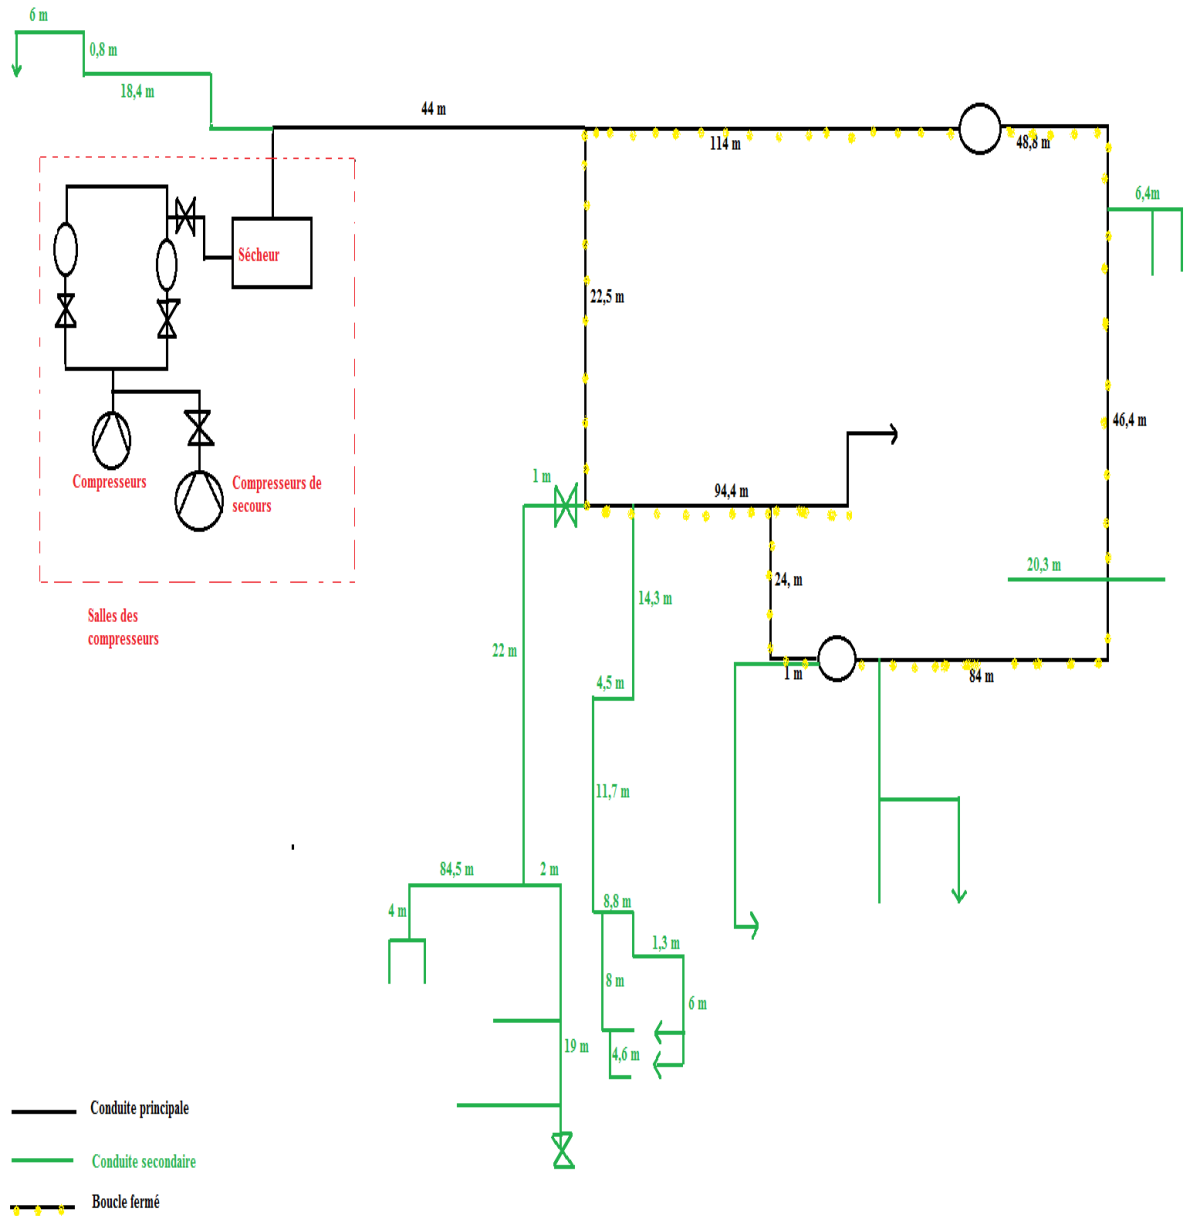 6 m
0,8 m
18,4 m
44 m
114 m
48,8 m
6,4m
Sécheur
22,5 m
46,4 m
Compresseurs
Compresseurs de
secours
1 m
94,4 m
20,3 m
24, m
14,3 m
Salles des
compresseurs
22 m
4,5 m
1 m
84 m
11,7 m
84,5 m
2 m
4 m
8,8 m
1,3 m
8 m
6 m
19 m
4,6 m
Conduite principale
Conduite secondaire
Boucle fermé